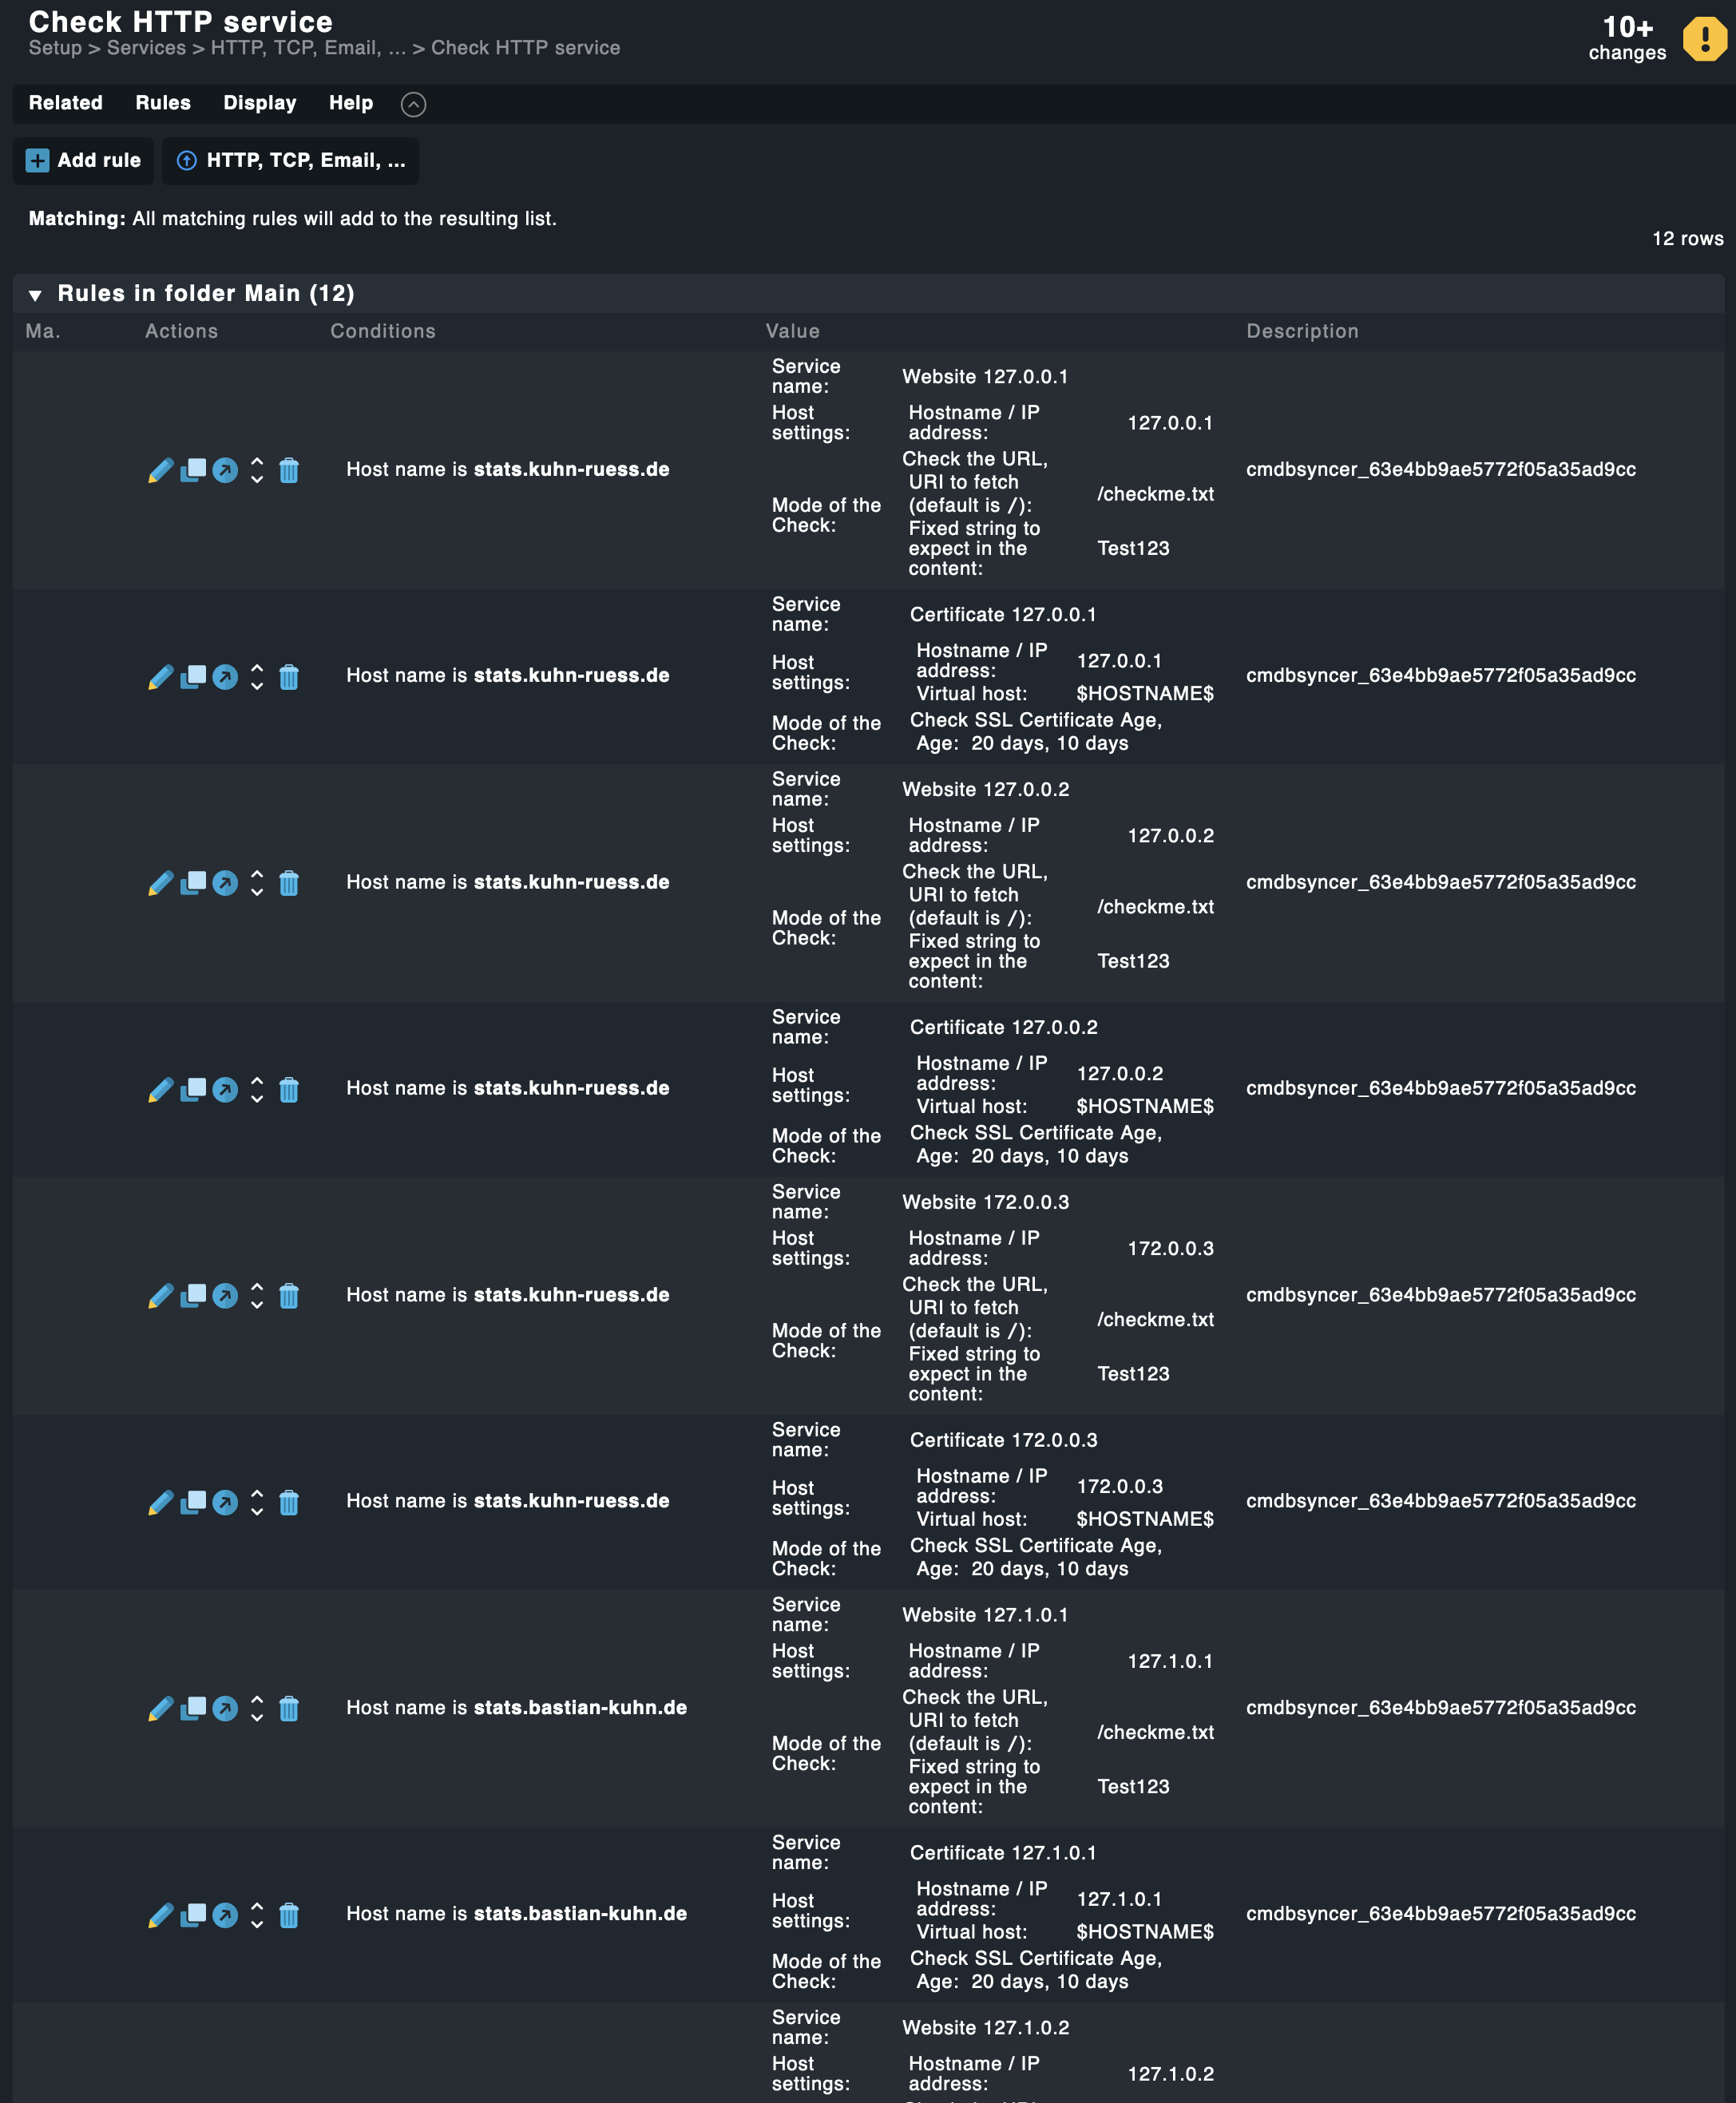 Check HTTP service
Setup > Services > HTTP, TCP, Email, ... > Check HTTP service
10+
changes
Related Rules Display Help
Add rule HTTP, TCP, Email, ...
Matching: All matching rules will add to the resulting list.
12 rows
Rules in folder Main (12)
Ma. Actions Conditions Value Description
Service
name:
Website 127.0.0.1
Host
settings:
Hostname / IP
address:
127.0.0.1
Host name is stats.kuhn-ruess.de
Mode of the
Check:
Check the URL,
URI to fetch
(default is /):
/checkme.txt
Fixed string to
expect in the
content:
Test123
cmdbsyncer_63e4bb9ae5772f05a35ad9cc
Service
name:
Certificate 127.0.0.1
Host name is stats.kuhn-ruess.de
Host
settings:
Hostname / IP
address:
127.0.0.1
Virtual host: $HOSTNAME$
Mode of the
Check:
Check SSL Certificate Age,
Age: 20 days, 10 days
cmdbsyncer_63e4bb9ae5772f05a35ad9cc
Service
name:
Website 127.0.0.2
Host
settings:
Hostname / IP
address:
127.0.0.2
Host name is stats.kuhn-ruess.de
Mode of the
Check:
Check the URL,
URI to fetch
(default is /):
/checkme.txt
Fixed string to
expect in the
content:
Test123
cmdbsyncer_63e4bb9ae5772f05a35ad9cc
Service
name:
Certificate 127.0.0.2
Host name is stats.kuhn-ruess.de
Host
settings:
Hostname / IP
address:
127.0.0.2
Virtual host: $HOSTNAME$
Mode of the
Check:
Check SSL Certificate Age,
Age: 20 days, 10 days
cmdbsyncer_63e4bb9ae5772f05a35ad9cc
Service
name:
Website 172.0.0.3
Host
settings:
Hostname / IP
address:
172.0.0.3
Host name is stats.kuhn-ruess.de
Mode of the
Check:
Check the URL,
URI to fetch
(default is /):
/checkme.txt
Fixed string to
expect in the
content:
Test123
cmdbsyncer_63e4bb9ae5772f05a35ad9cc
Service
name:
Certificate 172.0.0.3
Host name is stats.kuhn-ruess.de
Host
settings:
Hostname / IP
address:
172.0.0.3
Virtual host: $HOSTNAME$
Mode of the
Check:
Check SSL Certificate Age,
Age: 20 days, 10 days
cmdbsyncer_63e4bb9ae5772f05a35ad9cc
Service
name:
Website 127.1.0.1
Host
settings:
Hostname / IP
address:
127.1.0.1
Host name is stats.bastian-kuhn.de
Mode of the
Check:
Check the URL,
URI to fetch
(default is /):
/checkme.txt
Fixed string to
expect in the
content:
Test123
cmdbsyncer_63e4bb9ae5772f05a35ad9cc
Service
name:
Certificate 127.1.0.1
Host name is stats.bastian-kuhn.de
Host
settings:
Hostname / IP
address:
127.1.0.1
Virtual host: $HOSTNAME$
Mode of the
Check:
Check SSL Certificate Age,
Age: 20 days, 10 days
cmdbsyncer_63e4bb9ae5772f05a35ad9cc
Service
name:
Website 127.1.0.2
Host
settings:
Hostname / IP
address:
127.1.0.2